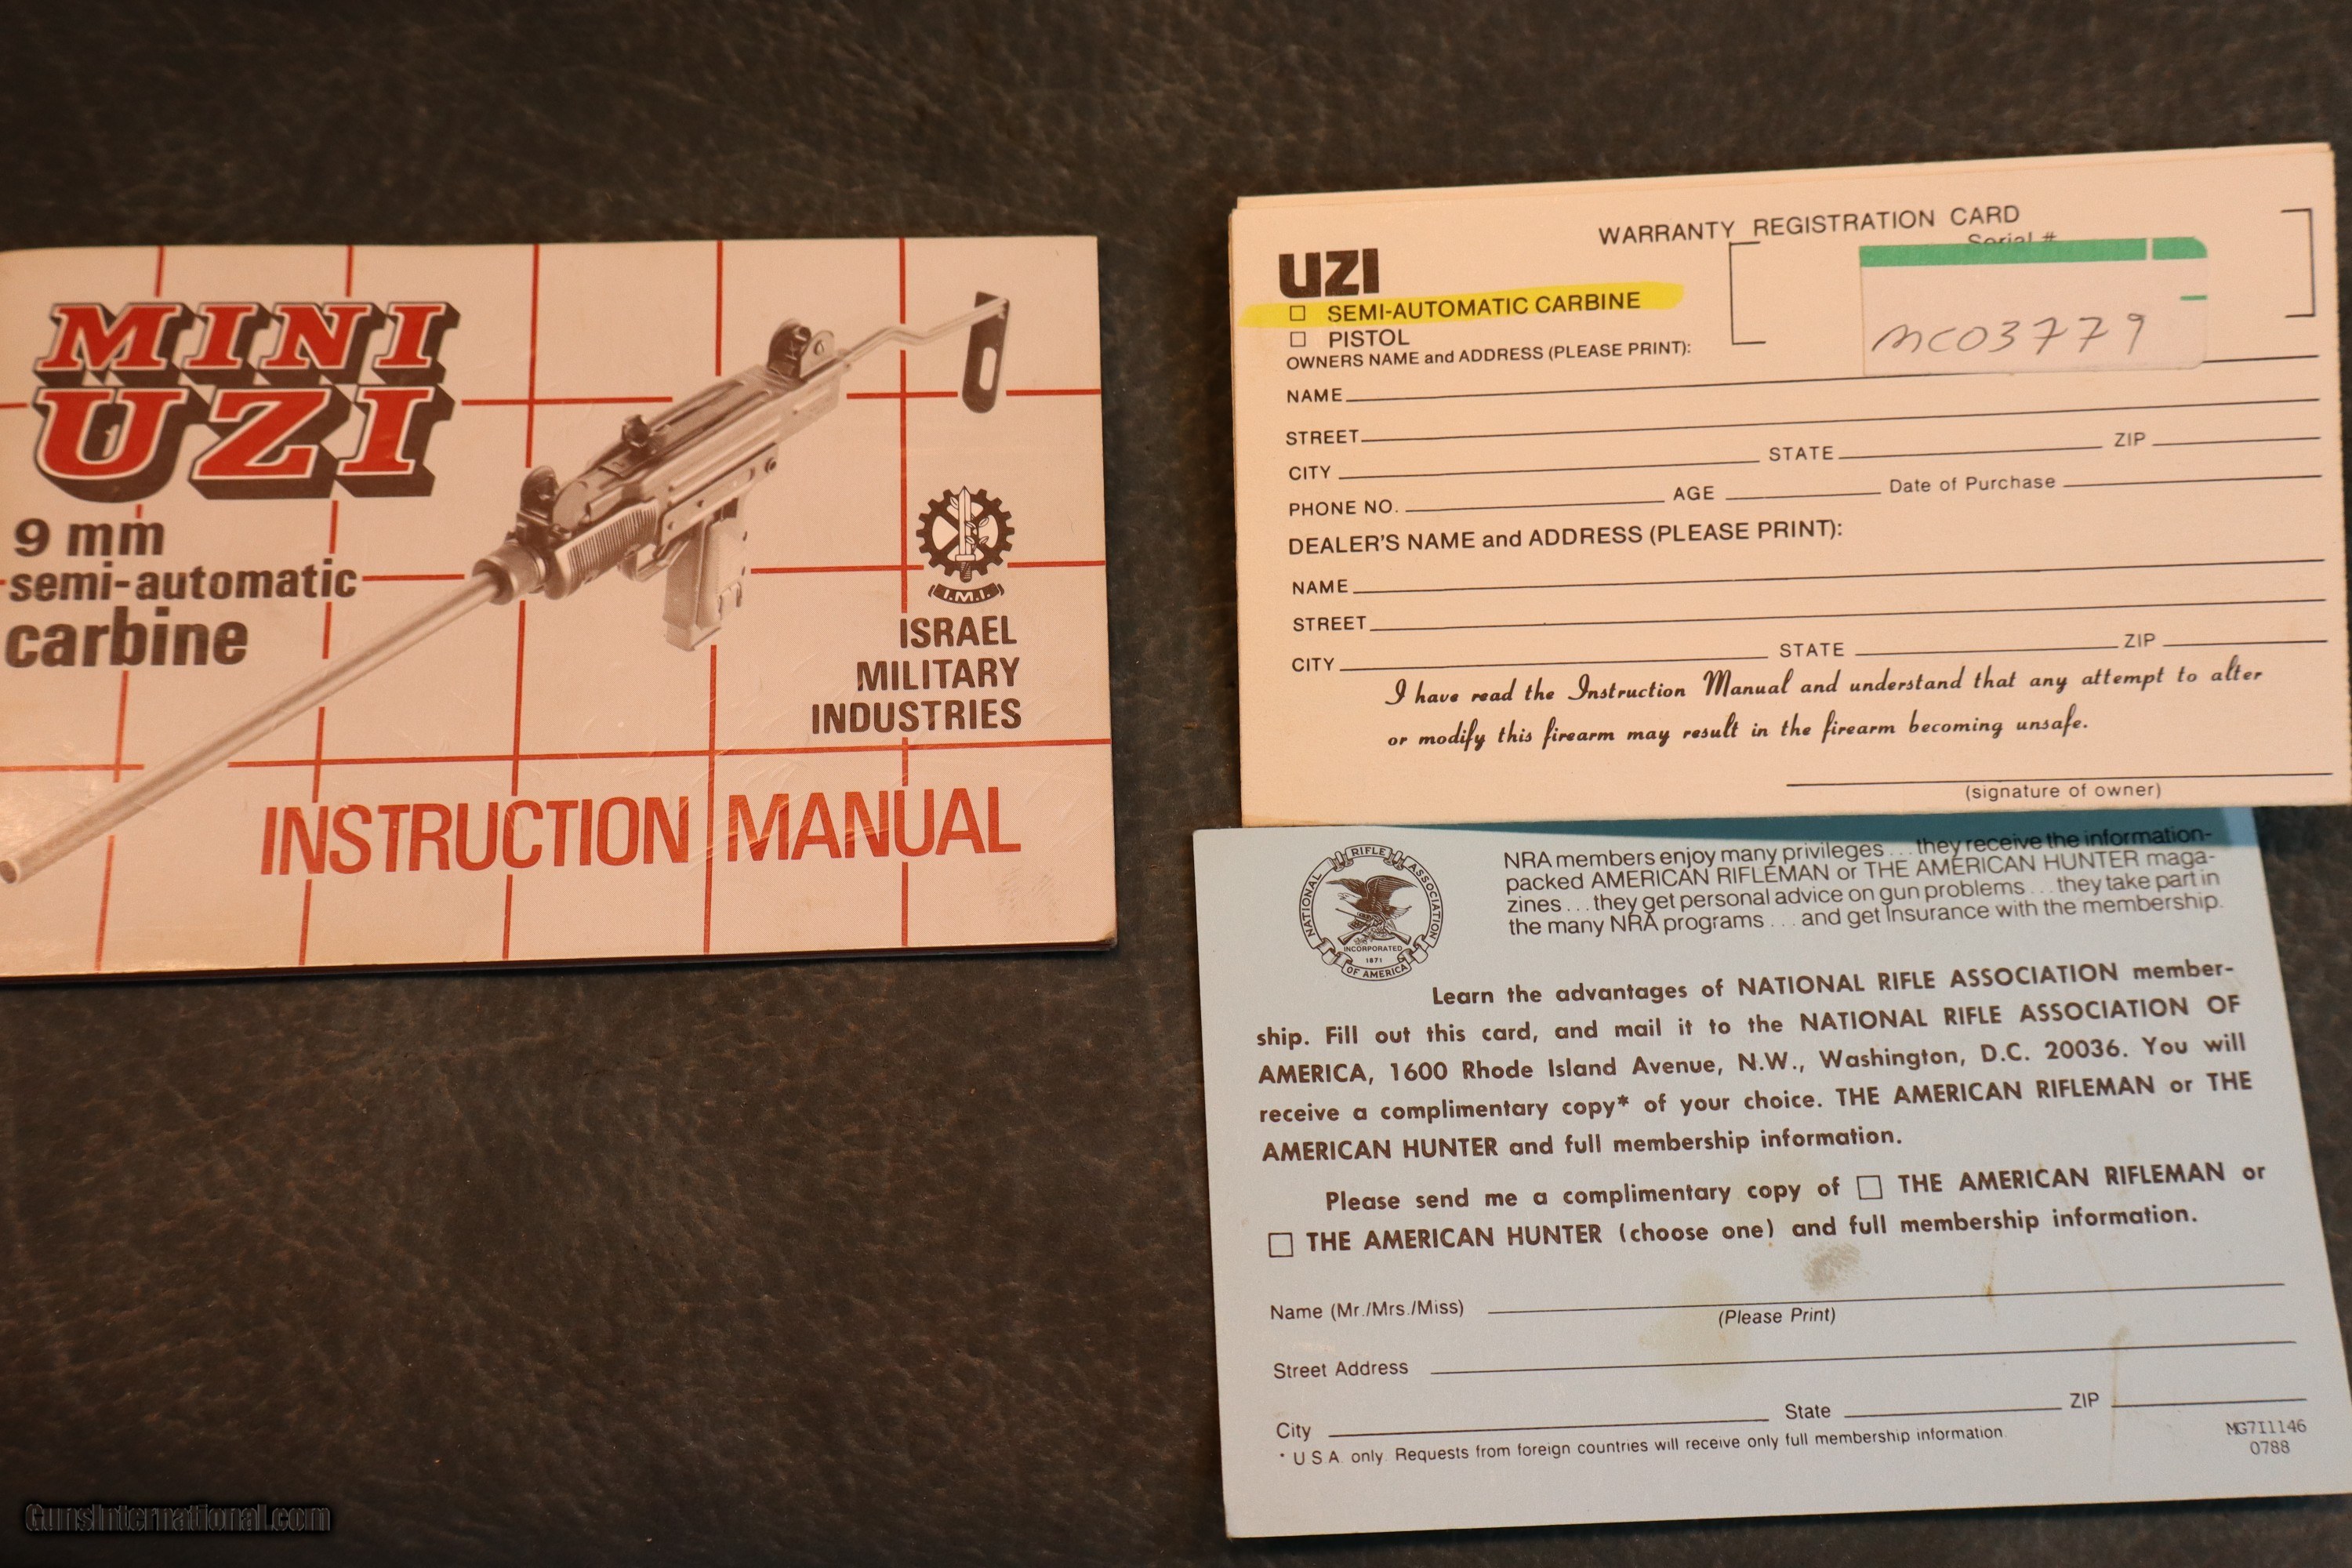 MINI
UZI
9 mm
semi-automatic
carbine
I.M.I.
ISRAEL
MILITARY
INDUSTRIES
INSTRUCTION MANUAL
WARRANTY REGISTRATION CARD
Serial #
UZI
☐ SEMI-AUTOMATIC CARBINE
☐ PISTOL
MC03779
OWNERS NAME and ADDRESS (PLEASE PRINT):
NAME
STREET
CITY STATE ZIP
PHONE NO. AGE Date of Purchase
DEALER'S NAME and ADDRESS (PLEASE PRINT):
NAME
STREET
CITY STATE ZIP
I have read the Instruction Manual and understand that any attempt to alter
or modify this firearm may result in the firearm becoming unsafe.
(signature of owner)
NATIONAL RIFLE ASSOCIATION
INCORPORATED
1871
OF AMERICA
NRA members enjoy many privileges...they receive the information-
packed AMERICAN RIFLEMAN or THE AMERICAN HUNTER maga-
zines...they get personal advice on gun problems...they take part in
the many NRA programs...and get Insurance with the membership.
Learn the advantages of NATIONAL RIFLE ASSOCIATION member-
ship. Fill out this card, and mail it to the NATIONAL RIFLE ASSOCIATION OF
AMERICA, 1600 Rhode Island Avenue, N.W., Washington, D.C. 20036. You will
receive a complimentary copy* of your choice. THE AMERICAN RIFLEMAN or THE
AMERICAN HUNTER and full membership information.
Please send me a complimentary copy of ☐ THE AMERICAN RIFLEMAN or
☐ THE AMERICAN HUNTER (choose one) and full membership information.
Name (Mr./Mrs./Miss)
(Please Print)
Street Address
City State ZIP
* U S A. only. Requests from foreign countries will receive only full membership information.
MG7I1146
0788
GunsInternational.com